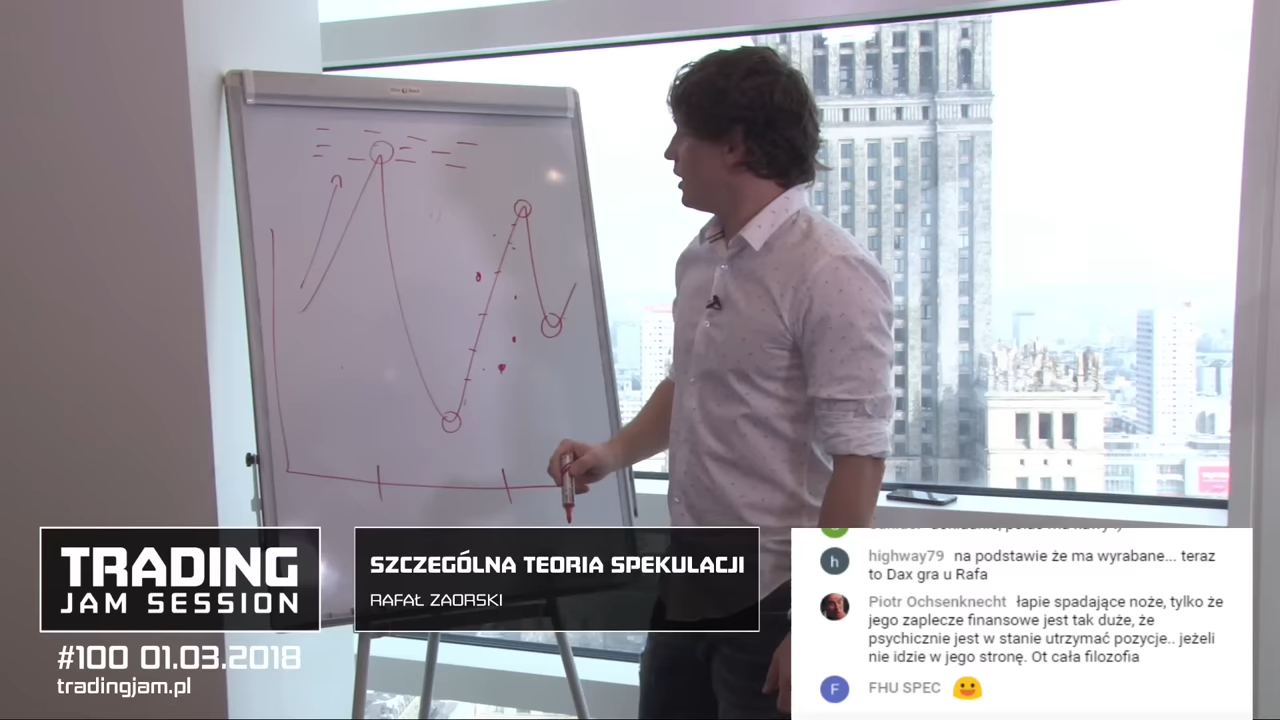 TRADING
JAM SESSION
#100 01.03.2018
tradingjam.pl
SZCZEGÓLNA TEORIA SPEKULACJI
RAFAŁ ZAORSKI
highway79 na podstawie że ma wyrabane... teraz
to Dax gra u Rafa
Piotr Ochsenknecht łapie spadające noże, tylko że
jego zaplecze finansowe jest tak duże, że
psychicznie jest w stanie utrzymać pozycje.. jeżeli
nie idzie w jego stronę. Ot cała filozofia
F FHU SPEC